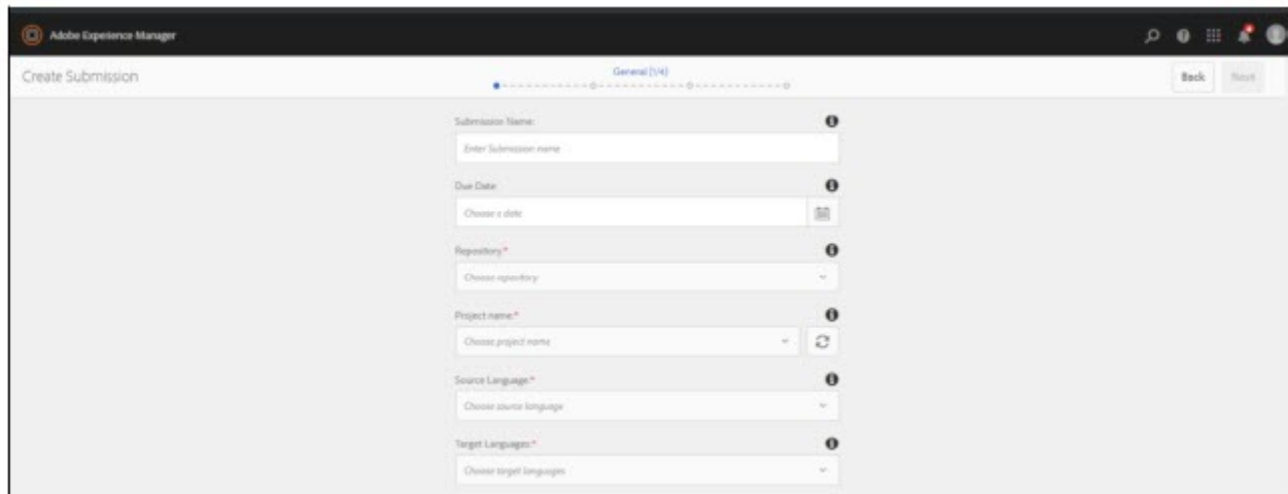 Adobe Experience Manager
Create Submission
General (1/4)
Back
Next
Submission Name:
Enter Submission name
Due Date
Choose a date
Repository:*
Choose repository
Project name:*
Choose project name
Source Language:*
Choose source language
Target Languages:*
Choose target languages